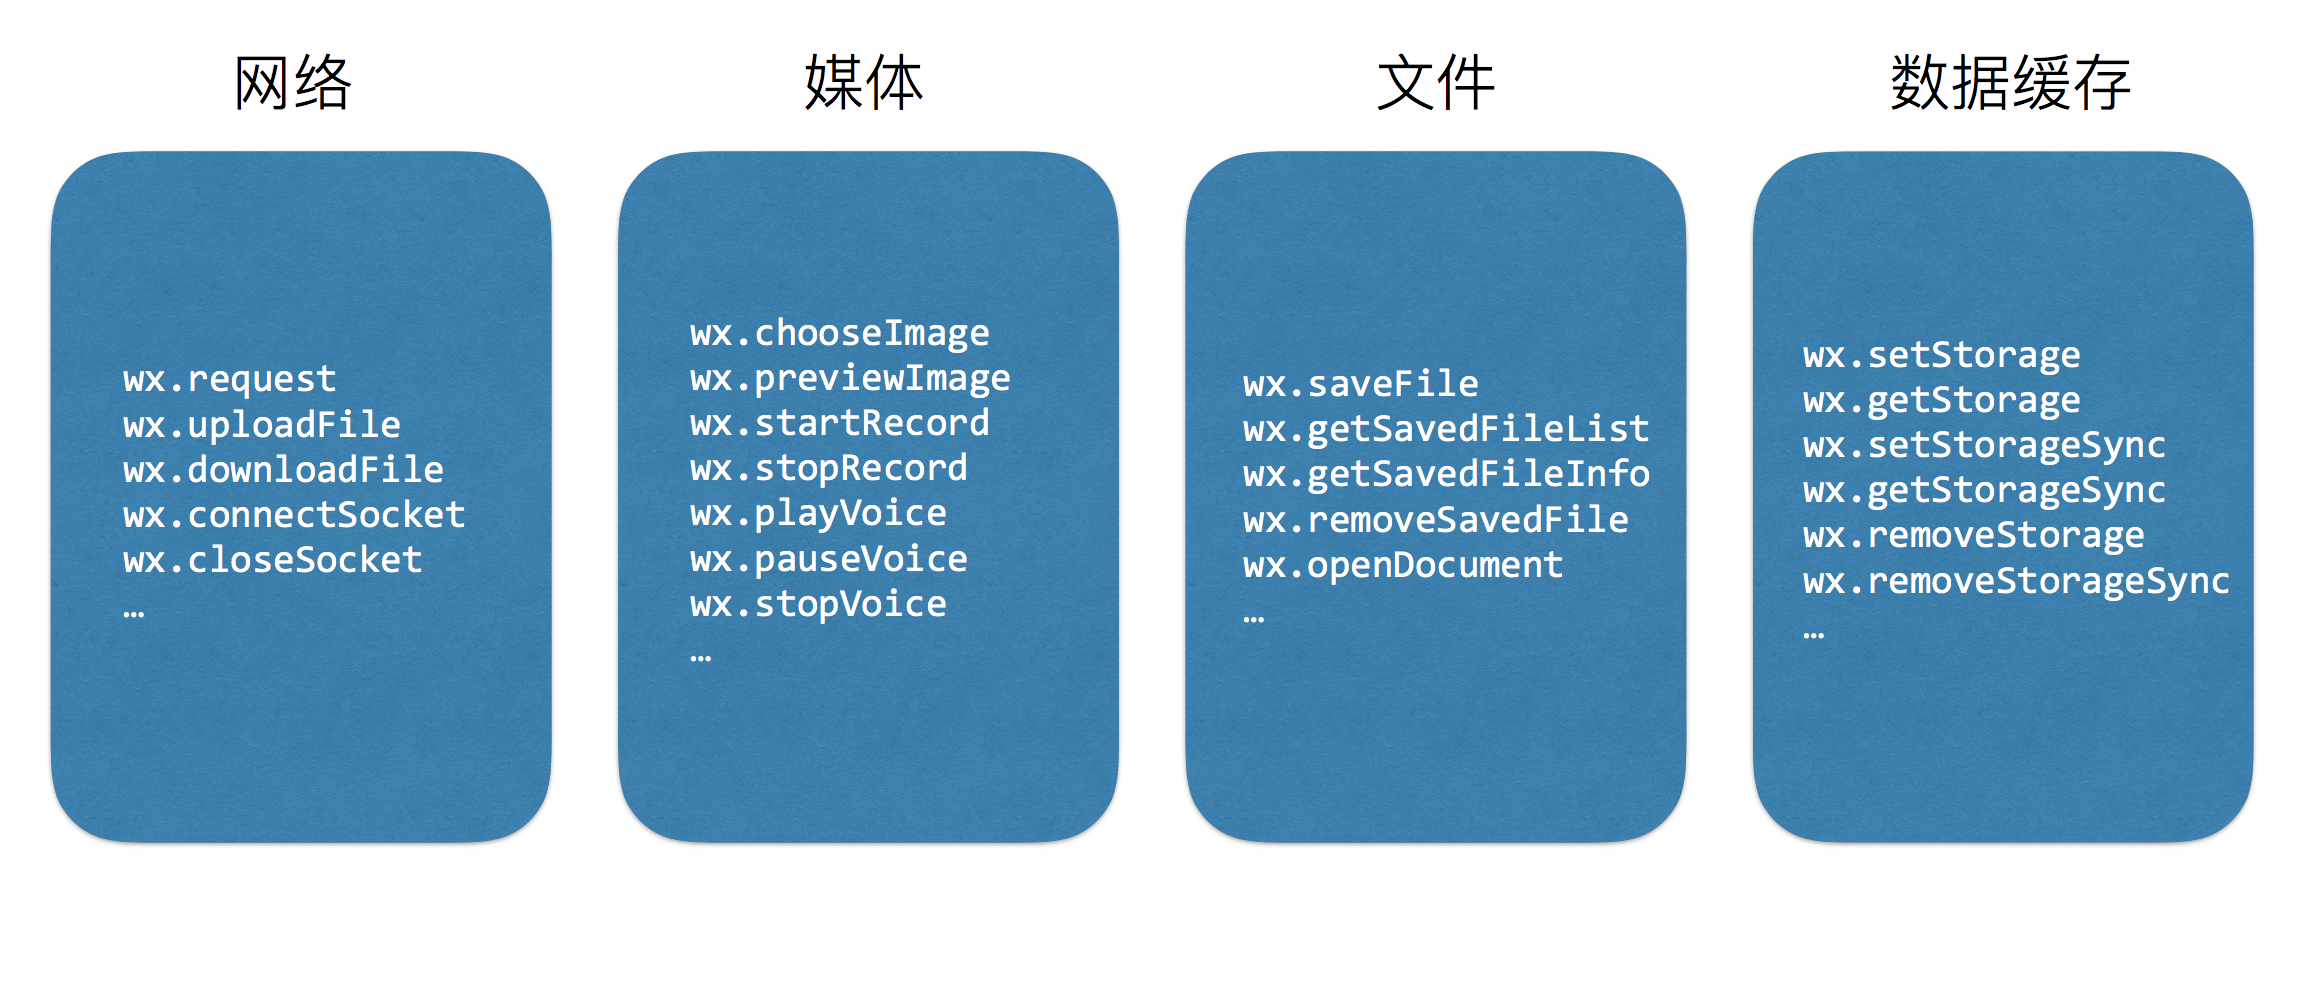 网络
wx.request
wx.uploadFile
wx.downloadFile
wx.connectSocket
wx.closeSocket
…
媒体
wx.chooseImage
wx.previewImage
wx.startRecord
wx.stopRecord
wx.playVoice
wx.pauseVoice
wx.stopVoice
…
文件
wx.saveFile
wx.getSavedFileList
wx.getSavedFileInfo
wx.removeSavedFile
wx.openDocument
…
数据缓存
wx.setStorage
wx.getStorage
wx.setStorageSync
wx.getStorageSync
wx.removeStorage
wx.removeStorageSync
…